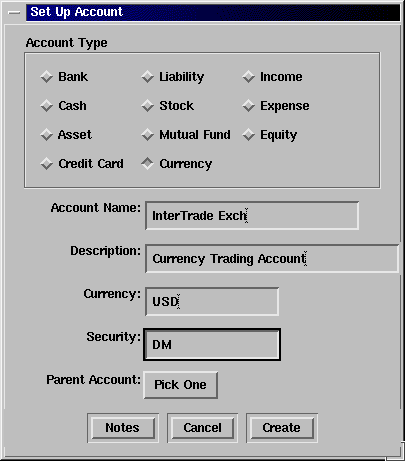 Set Up Account
Account Type
Bank Liability Income
Cash Stock Expense
Asset Mutual Fund Equity
Credit Card Currency
Account Name: InterTrade Exch
Description: Currency Trading Account
Currency: USD
Security: DM
Parent Account: Pick One
Notes Cancel Create